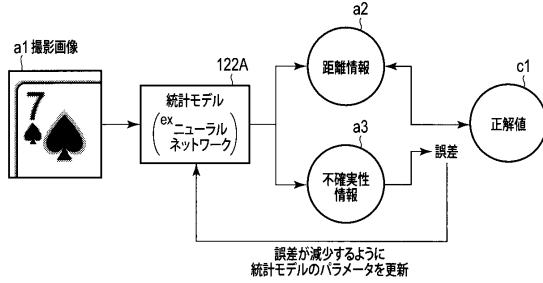 a1 撮影画像
7
122A
統計モデル
ex ニューラル
ネットワーク
a2
距離情報
a3
不確実性
情報
c1
正解値
誤差
誤差が減少するように
統計モデルのパラメータを更新